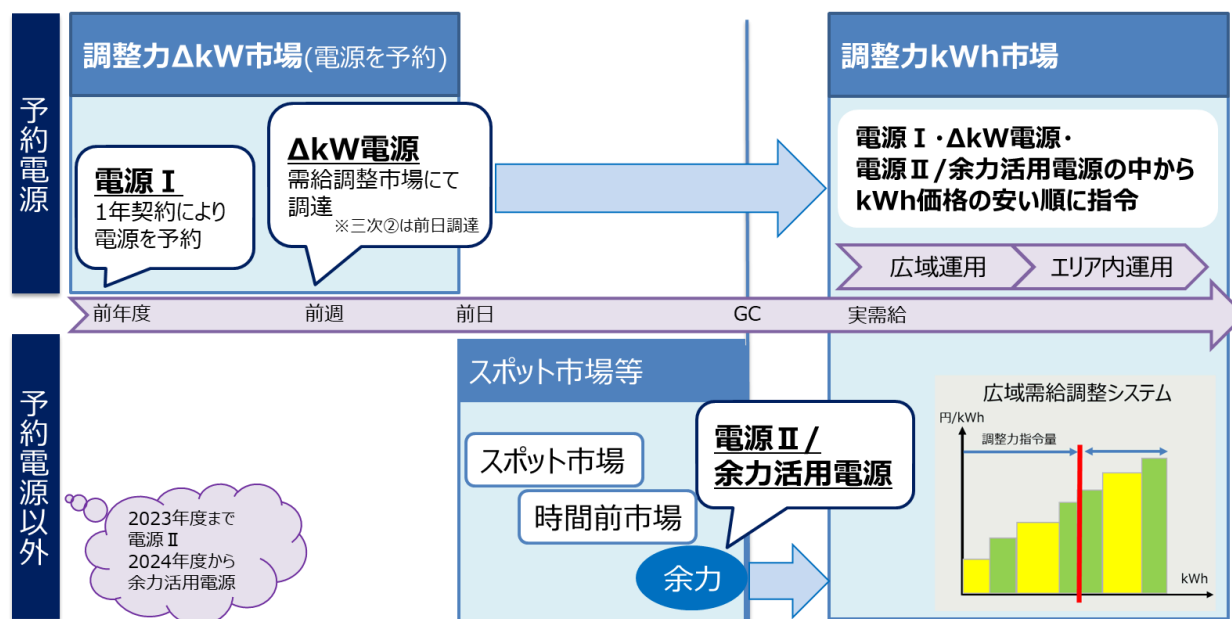 予約電源
調整力ΔkW市場(電源を予約)
電源Ⅰ
1年契約により
電源を予約
ΔkW電源
需給調整市場にて
調達
※三次②は前日調達
調整力kWh市場
電源Ⅰ・ΔkW電源・
電源Ⅱ/余力活用電源の中から
kWh価格の安い順に指令
広域運用
エリア内運用
前年度
前週
前日
GC
実需給
予約電源以外
2023年度まで
電源Ⅱ
2024年度から
余力活用電源
スポット市場等
スポット市場
時間前市場
余力
電源Ⅱ/
余力活用電源
広域需給調整システム
円/kWh
調整力指令量
kWh